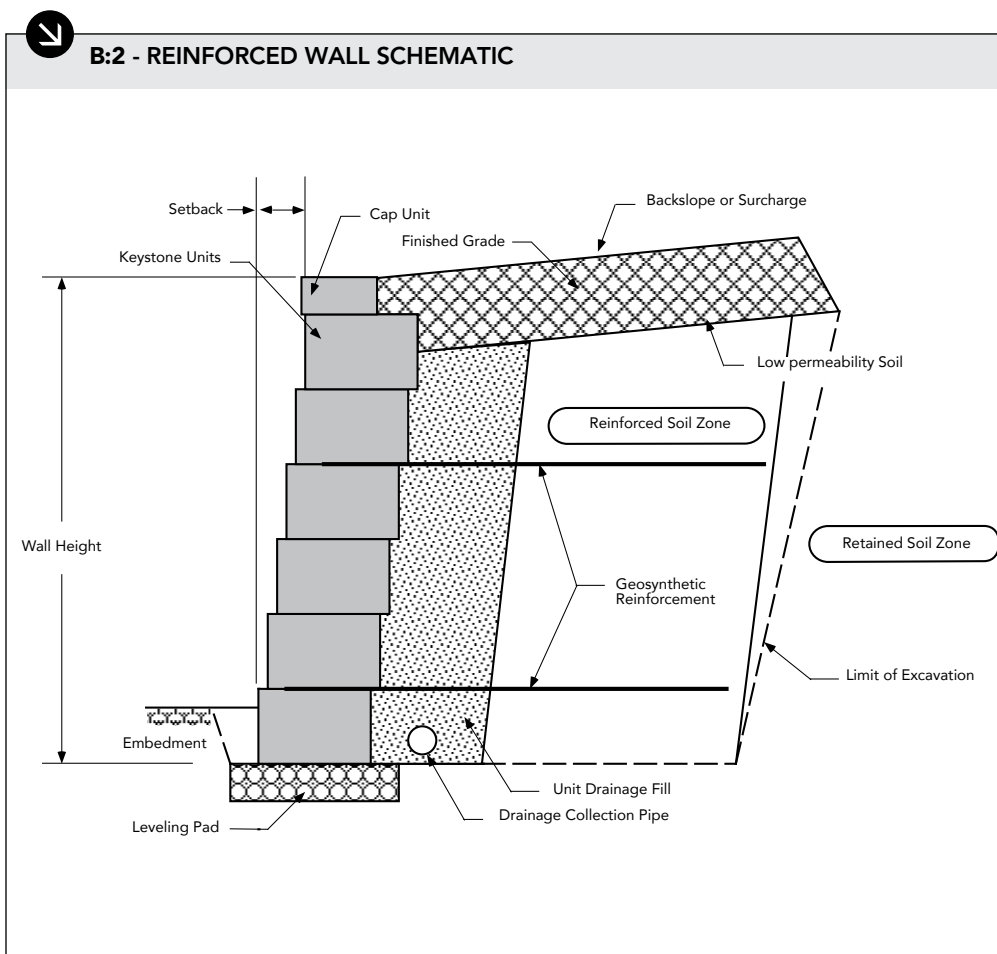 B:2 - REINFORCED WALL SCHEMATIC
Backslope or Surcharge
Setback
Cap Unit
Finished Grade
Keystone Units
Low permeability Soil
Reinforced Soil Zone
Wall Height
Retained Soil Zone
Geosynthetic
Reinforcement
Limit of Excavation
Embedment
Unit Drainage Fill
Drainage Collection Pipe
Leveling Pad